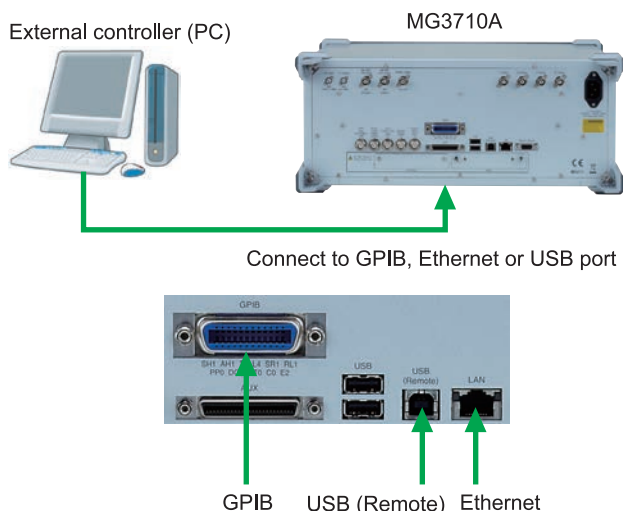 MG3710A
External controller (PC)
Connect to GPIB, Ethernet or USB port
GPIB
SH1 AH1
SR1 RL1
PP0
C0 E2
AUX
USB
USB
(Remote)
LAN
GPIB
USB (Remote)
Ethernet